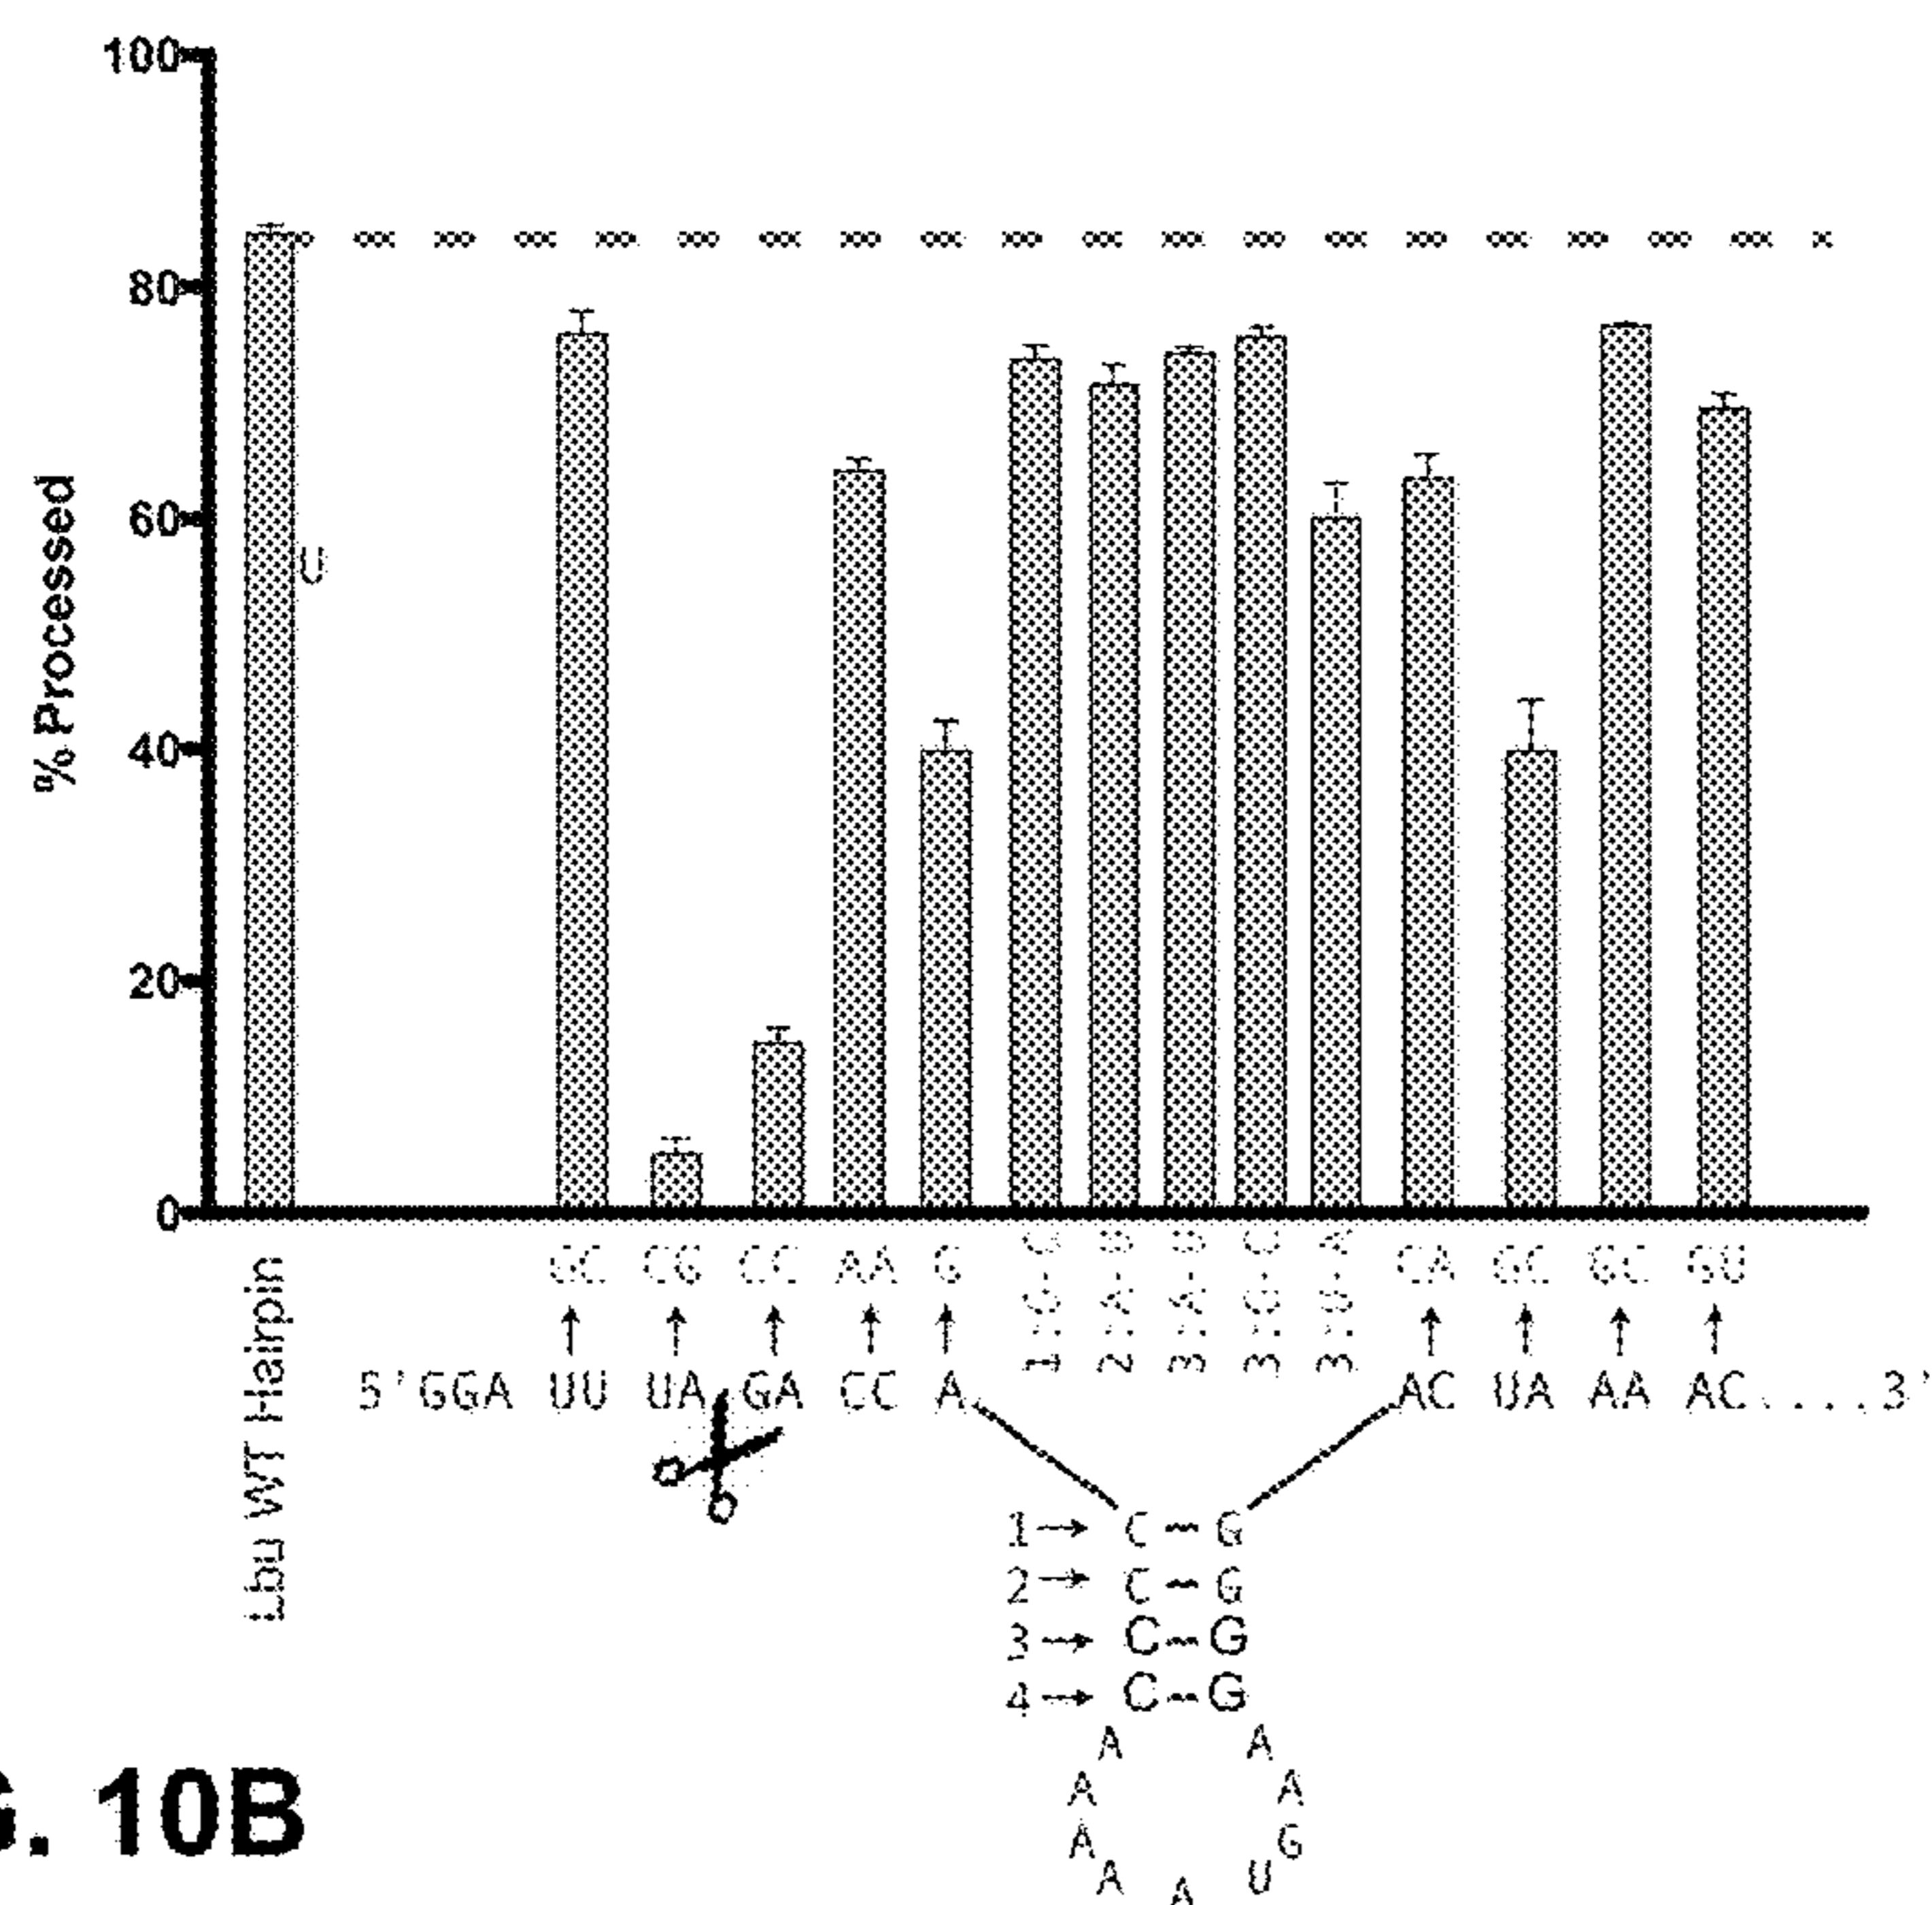 100
80
60
40
20
0
% Processed
U
Lbu WT Hairpin
GC CG CC AA G CA GC GC GU
5'GGA UU UA GA CC A AC UA AA AC....3'
1→ C - G
2→ C - G
3→ C - G
4→ C - G
A A
A A
A G
A A U
G. 10B